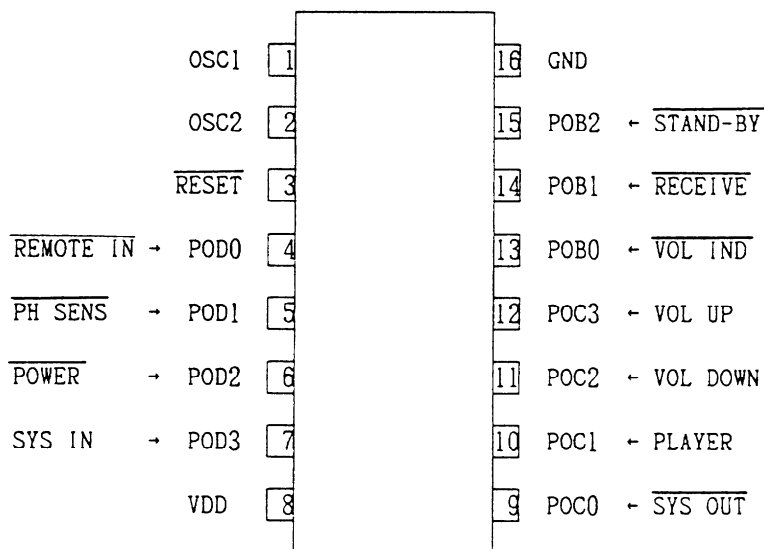 OSC1 1 16 GND
OSC2 2 15 POB2 ← STAND-BY
RESET 3 14 POB1 ← RECEIVE
REMOTE IN → POD0 4 13 POB0 ← VOL IND
PH SENS → POD1 5 12 POC3 ← VOL UP
POWER → POD2 6 11 POC2 ← VOL DOWN
SYS IN → POD3 7 10 POC1 ← PLAYER
VDD 8 9 POC0 ← SYS OUT